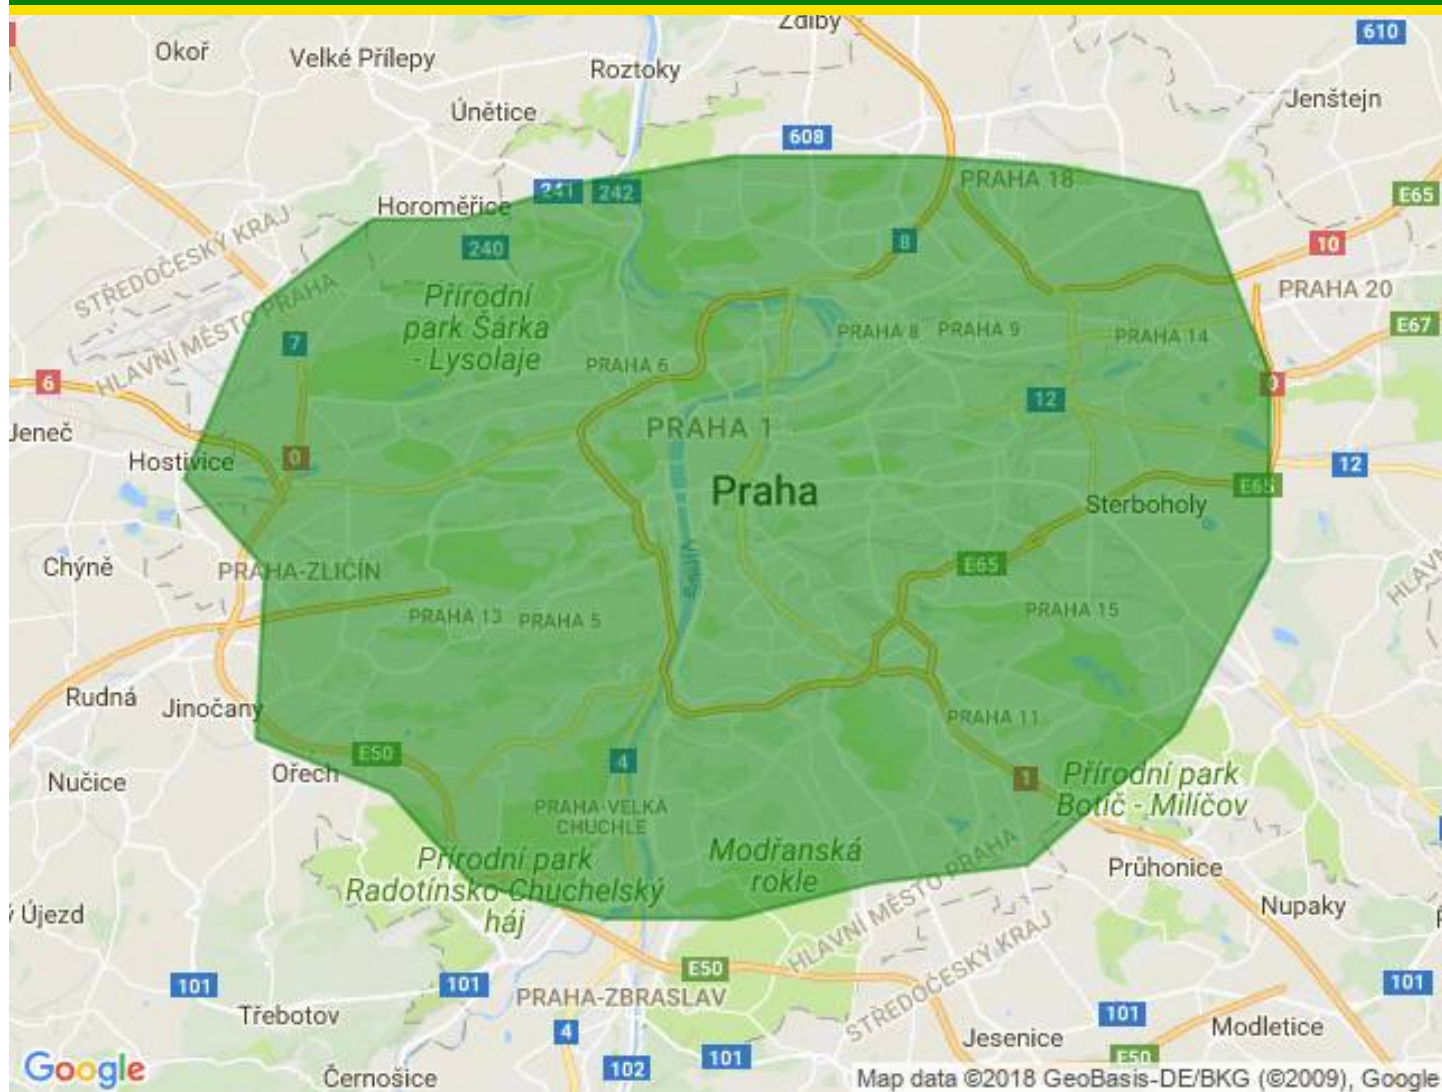 Zdiby
610
Okoř
Velké Přílepy
Roztoky
Jenštejn
Únětice
608
PRAHA 18
241
242
E65
Horoměřice
STŘEDOČESKÝ KRAJ
HLAVNÍ MĚSTO PRAHA
240
8
10
Přírodní
park Šárka
- Lysolaje
PRAHA 20
7
PRAHA 8
PRAHA 9
PRAHA 14
E67
PRAHA 6
6
0
12
Jeneč
PRAHA 1
Hostivice
0
12
Praha
E65
Sterboholy
Chýně
PRAHA-ZLIČÍN
Vltava
E65
HLAVN
PRAHA 13
PRAHA 5
PRAHA 15
Rudná
Jinočany
PRAHA 11
E50
4
Ořech
1
Přírodní park
Botič - Milíčov
Nučice
PRAHA-VELKÁ
CHUCHLE
Přírodní park
Radotínsko-Chuchelský
háj
Modřanská
rokle
HLAVNÍ MĚSTO PRAHA
STŘEDOČESKÝ KRAJ
Průhonice
ý Újezd
Nupaky
101
101
E50
PRAHA-ZBRASLAV
101
Třebotov
4
101
Jesenice
Modletice
101
E50
Google
Černošice
102
Map data ©2018 GeoBasis-DE/BKG (©2009), Google